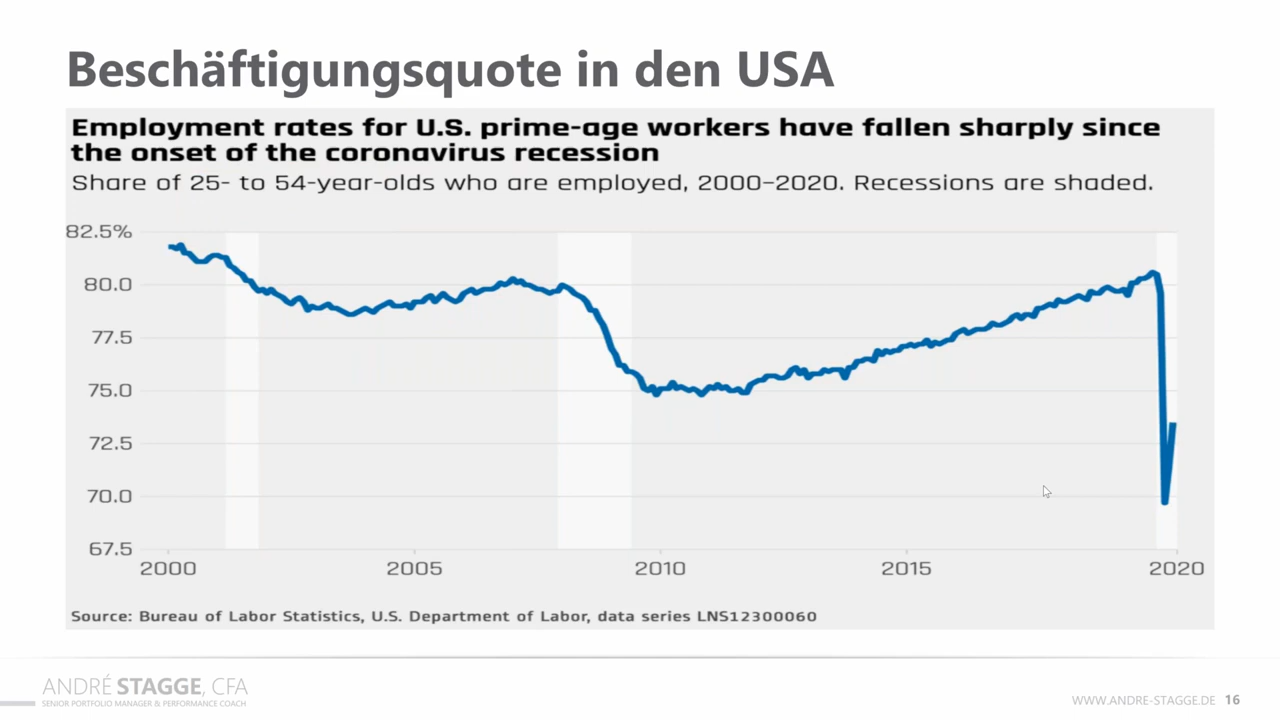 Beschäftigungsquote in den USA
Employment rates for U.S. prime-age workers have fallen sharply since
the onset of the coronavirus recession
Share of 25- to 54-year-olds who are employed, 2000–2020. Recessions are shaded.
82.5%
80.0
77.5
75.0
72.5
70.0
67.5
2000 2005 2010 2015 2020
Source: Bureau of Labor Statistics, U.S. Department of Labor, data series LNS12300060
ANDRÉ STAGGE, CFA
SENIOR PORTFOLIO MANAGER & PERFORMANCE COACH
WWW.ANDRE-STAGGE.DE 16